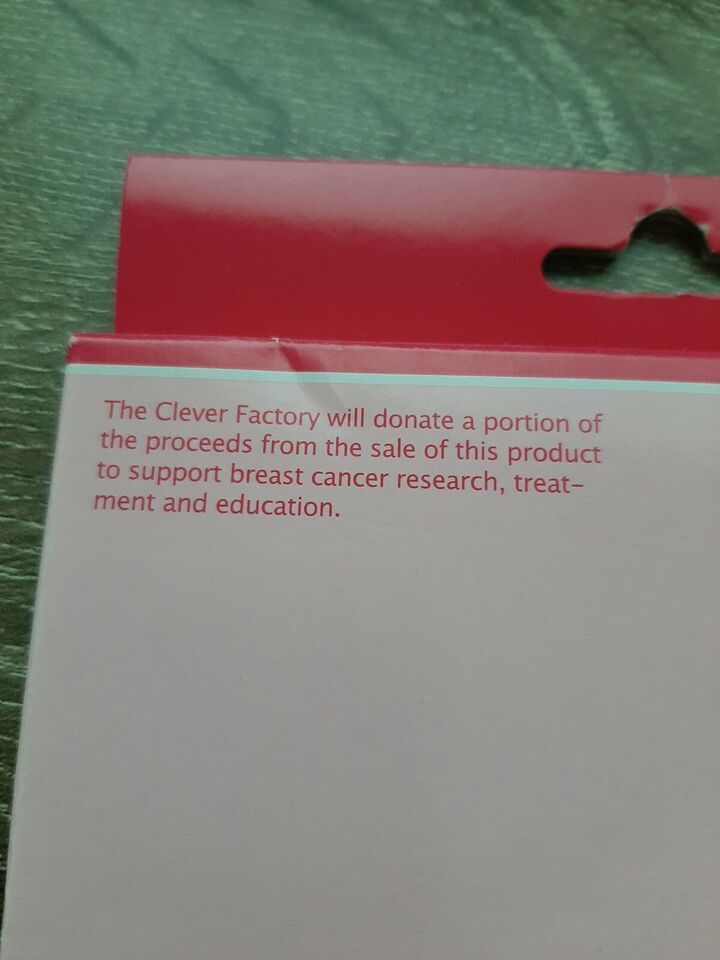 The Clever Factory will donate a portion of
the proceeds from the sale of this product
to support breast cancer research, treat-
ment and education.